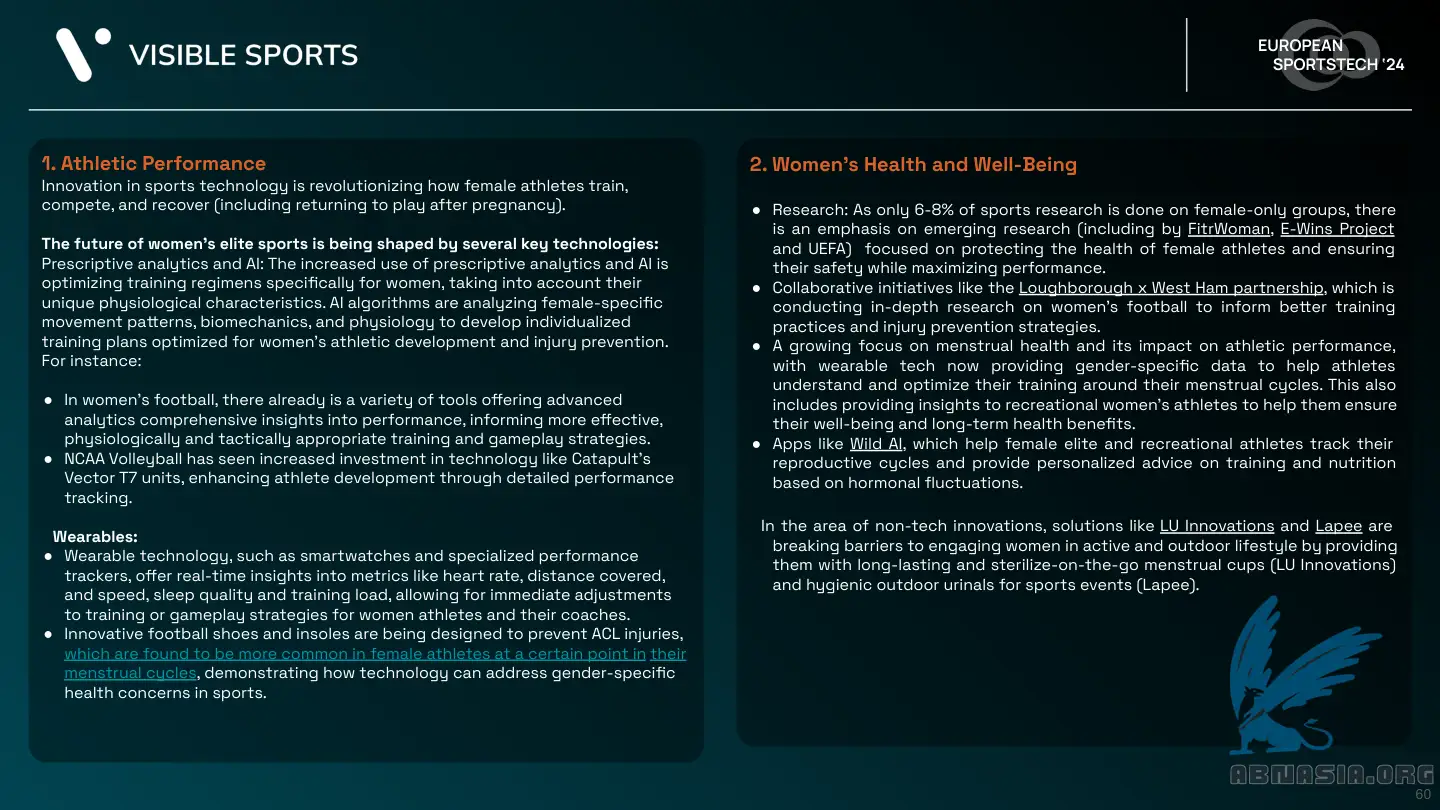 VISIBLE SPORTS
EUROPEAN
SPORTSTECH '24
1. Athletic Performance
Innovation in sports technology is revolutionizing how female athletes train,
compete, and recover (including returning to play after pregnancy).
The future of women's elite sports is being shaped by several key technologies:
Prescriptive analytics and AI: The increased use of prescriptive analytics and AI is
optimizing training regimens specifically for women, taking into account their
unique physiological characteristics. AI algorithms are analyzing female-specific
movement patterns, biomechanics, and physiology to develop individualized
training plans optimized for women's athletic development and injury prevention.
For instance:
● In women's football, there already is a variety of tools offering advanced
analytics comprehensive insights into performance, informing more effective,
physiologically and tactically appropriate training and gameplay strategies.
● NCAA Volleyball has seen increased investment in technology like Catapult's
Vector T7 units, enhancing athlete development through detailed performance
tracking.
Wearables:
● Wearable technology, such as smartwatches and specialized performance
trackers, offer real-time insights into metrics like heart rate, distance covered,
and speed, sleep quality and training load, allowing for immediate adjustments
to training or gameplay strategies for women athletes and their coaches.
● Innovative football shoes and insoles are being designed to prevent ACL injuries,
which are found to be more common in female athletes at a certain point in their
menstrual cycles, demonstrating how technology can address gender-specific
health concerns in sports.
2. Women's Health and Well-Being
● Research: As only 6-8% of sports research is done on female-only groups, there
is an emphasis on emerging research (including by FitrWoman, E-Wins Project
and UEFA) focused on protecting the health of female athletes and ensuring
their safety while maximizing performance.
● Collaborative initiatives like the Loughborough x West Ham partnership, which is
conducting in-depth research on women's football to inform better training
practices and injury prevention strategies.
● A growing focus on menstrual health and its impact on athletic performance,
with wearable tech now providing gender-specific data to help athletes
understand and optimize their training around their menstrual cycles. This also
includes providing insights to recreational women's athletes to help them ensure
their well-being and long-term health benefits.
● Apps like Wild AI, which help female elite and recreational athletes track their
reproductive cycles and provide personalized advice on training and nutrition
based on hormonal fluctuations.
In the area of non-tech innovations, solutions like LU Innovations and Lapee are
breaking barriers to engaging women in active and outdoor lifestyle by providing
them with long-lasting and sterilize-on-the-go menstrual cups (LU Innovations)
and hygienic outdoor urinals for sports events (Lapee).
ABNASIA.ORG
60